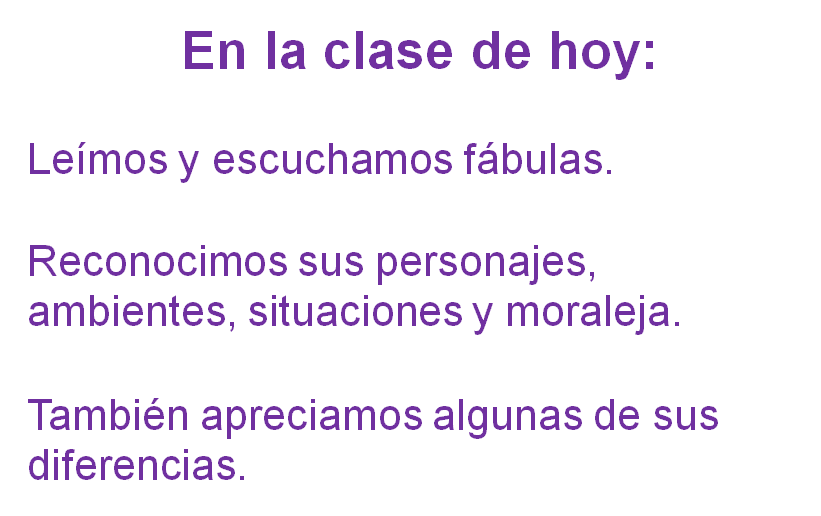 En la clase de hoy:
Leímos y escuchamos fábulas.
Reconocimos sus personajes,
ambientes, situaciones y moraleja.
También apreciamos algunas de sus
diferencias.